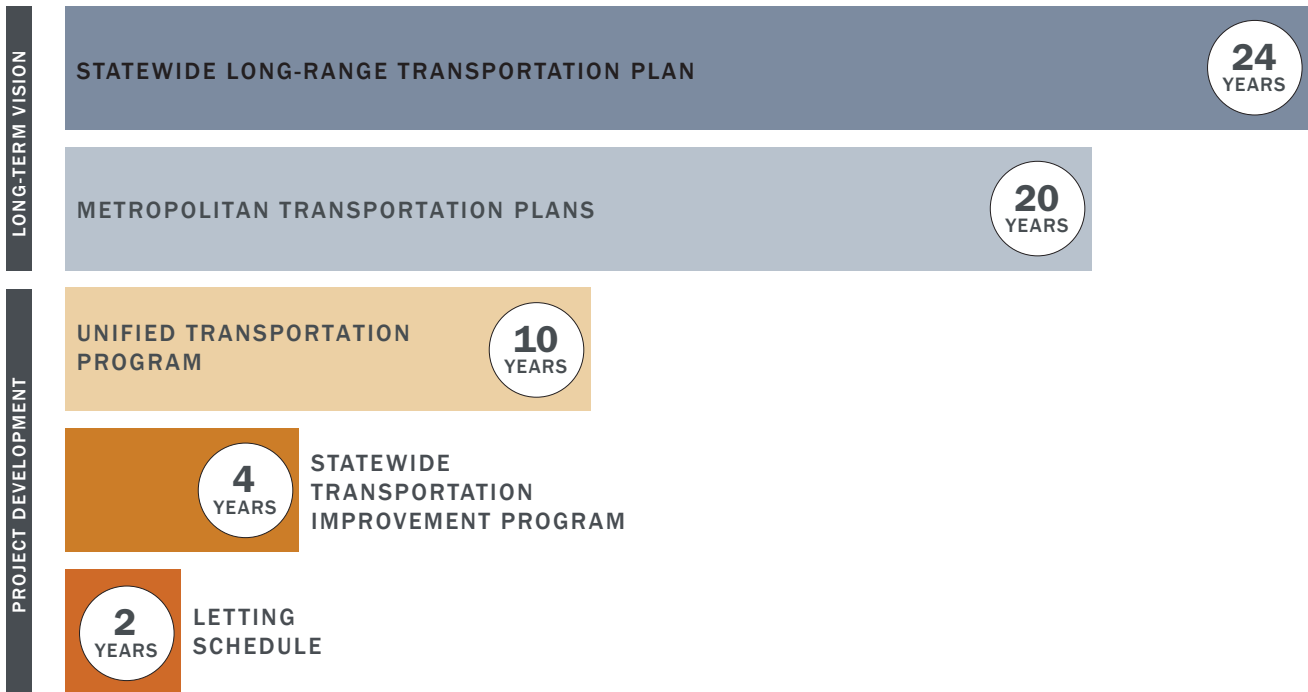 LONG-TERM VISION
STATEWIDE LONG-RANGE TRANSPORTATION PLAN
24
YEARS
METROPOLITAN TRANSPORTATION PLANS
20
YEARS
PROJECT DEVELOPMENT
UNIFIED TRANSPORTATION
PROGRAM
10
YEARS
4
YEARS
STATEWIDE
TRANSPORTATION
IMPROVEMENT PROGRAM
2
YEARS
LETTING
SCHEDULE